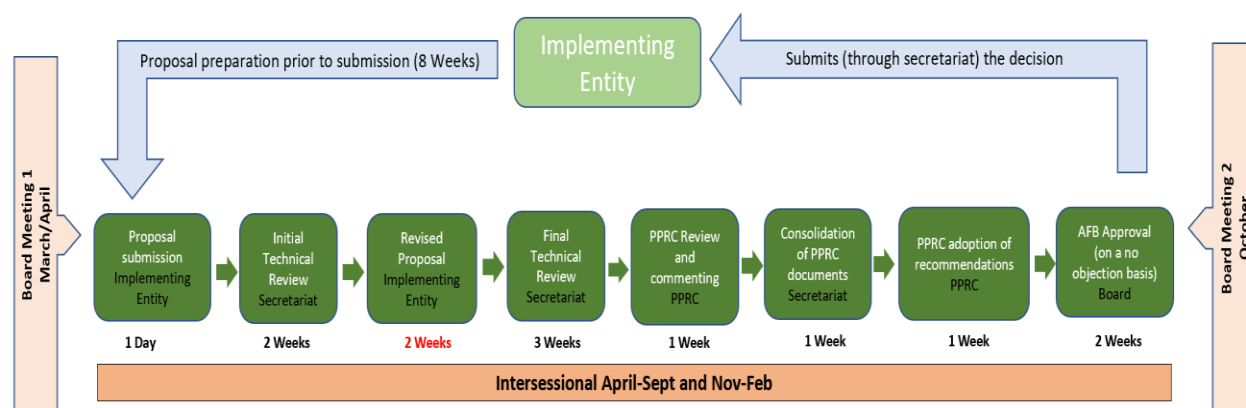 Implementing
Entity
Proposal preparation prior to submission (8 Weeks)
Submits (through secretariat) the decision
Board Meeting 1
March/April
Proposal
submission
Implementing
Entity
Initial
Technical
Review
Secretariat
Revised
Proposal
Implementing
Entity
Final
Technical
Review
Secretariat
PPRC Review
and
commenting
PPRC
Consolidation
of PPRC
documents
Secretariat
PPRC adoption of
recommendations
PPRC
AFB Approval
(on a no
objection basis)
Board
Board Meeting 2
October
1 Day
2 Weeks
2 Weeks
3 Weeks
1 Week
1 Week
1 Week
2 Weeks
Intersessional April-Sept and Nov-Feb